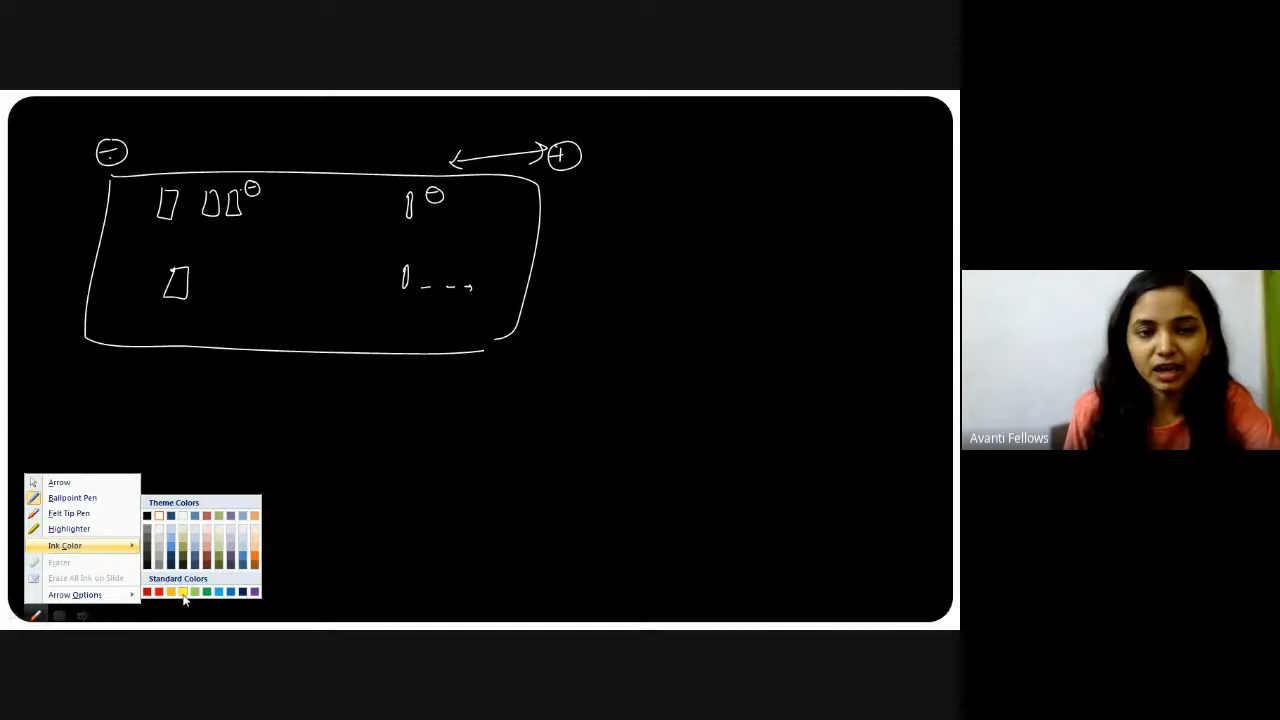 − +
−
−
Avanti Fellows
Arrow
Ballpoint Pen
Felt Tip Pen
Highlighter
Ink Color
Eraser
Erase All Ink on Slide
Arrow Options
Theme Colors
Standard Colors